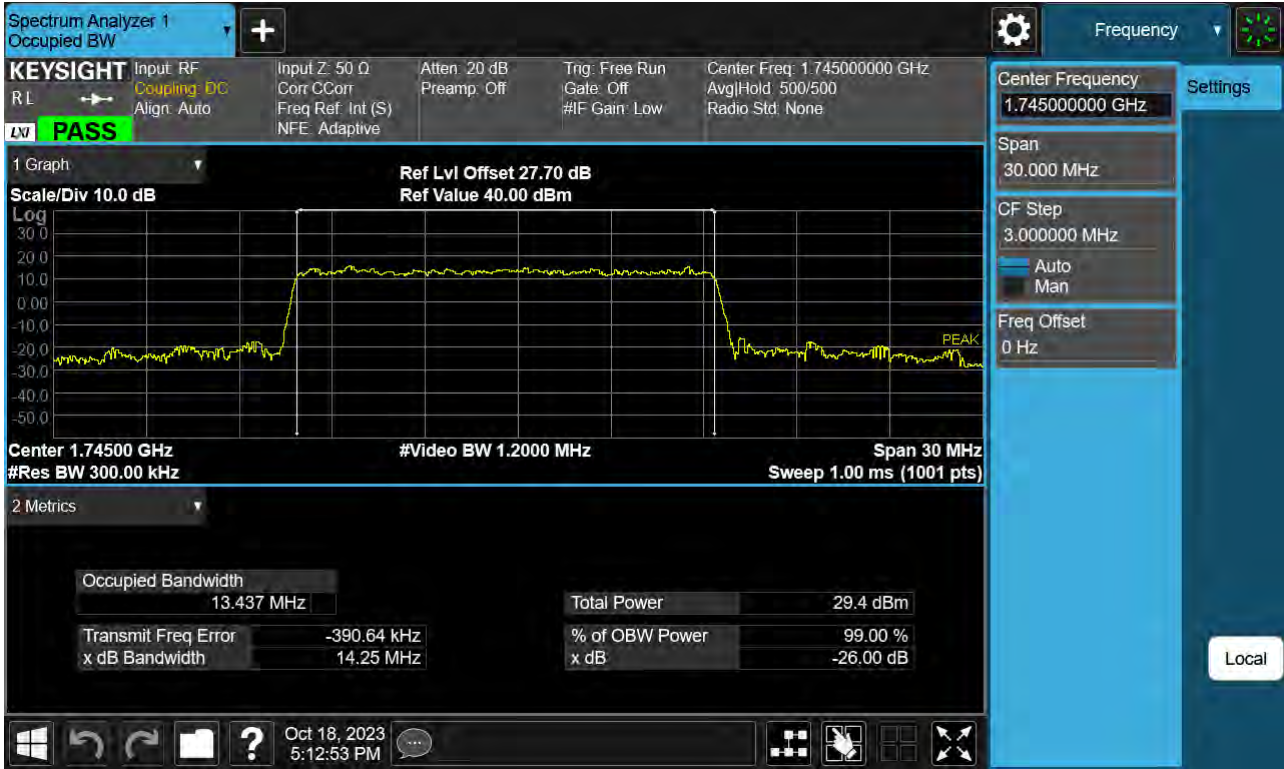 Spectrum Analyzer 1
Occupied BW
Frequency
KEYSIGHT
RL
LXI
PASS
Input: RF
Coupling: DC
Align: Auto
Input Z: 50 Ω
Corr CCorr
Freq Ref: Int (S)
NFE: Adaptive
Atten: 20 dB
Preamp: Off
Trig: Free Run
Gate: Off
#IF Gain: Low
Center Freq: 1.745000000 GHz
Avg|Hold: 500/500
Radio Std: None
1 Graph
Scale/Div 10.0 dB
Ref Lvl Offset 27.70 dB
Ref Value 40.00 dBm
Log
30.0
20.0
10.0
0.00
-10.0
-20.0
-30.0
-40.0
-50.0
PEAK
Center 1.74500 GHz
#Video BW 1.2000 MHz
Span 30 MHz
#Res BW 300.00 kHz
Sweep 1.00 ms (1001 pts)
2 Metrics
Occupied Bandwidth
13.437 MHz
Total Power 29.4 dBm
Transmit Freq Error -390.64 kHz
% of OBW Power 99.00 %
x dB Bandwidth 14.25 MHz
x dB -26.00 dB
Center Frequency
1.745000000 GHz
Span
30.000 MHz
CF Step
3.000000 MHz
Auto
Man
Freq Offset
0 Hz
Settings
Local
Oct 18, 2023
5:12:53 PM